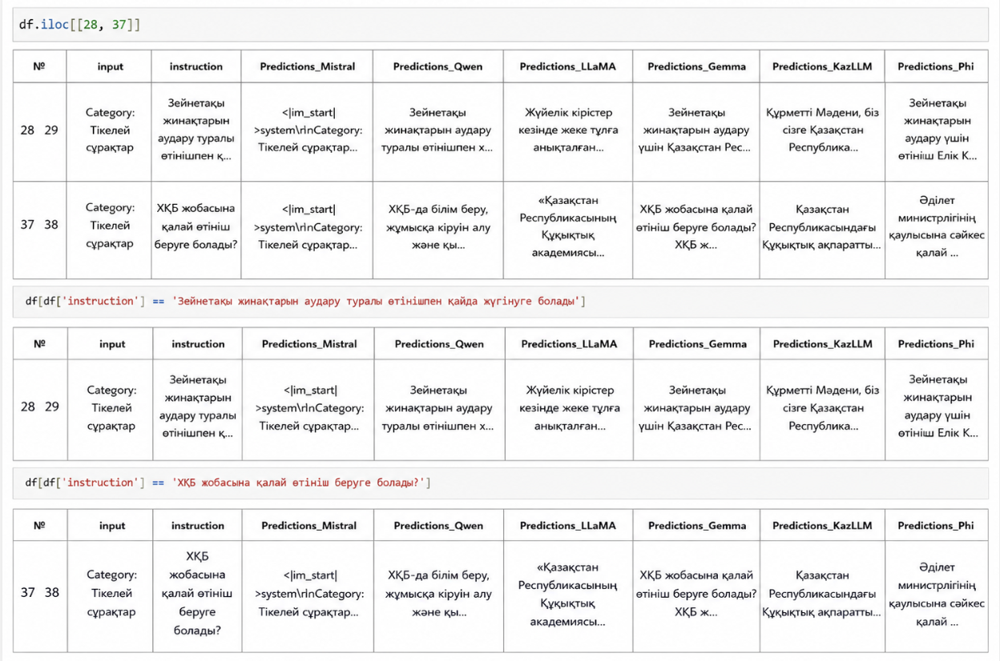 df.iloc[[28, 37]]
№ input instruction Predictions_Mistral Predictions_Qwen Predictions_LLaMA Predictions_Gemma Predictions_KazLLM Predictions_Phi
28 29
Category:
Тікелей
сұрақтар
Зейнетақы
жинақтарын
аудару туралы
өтінішпен қ...
<|im_start|
>system\r\nCategory:
Тікелей сұрақтар...
Зейнетақы
жинақтарын аудару
туралы өтінішпен х...
Жүйелік кірістер
кезінде жеке тұлға
анықталған...
Зейнетақы
жинақтарын аудару
үшін Қазақстан Рес...
Құрметті Мәдени, біз
сізге Қазақстан
Республика...
Зейнетақы
жинақтарын
аудару үшін
өтініш Елік К...
37 38
Category:
Тікелей
сұрақтар
ХҚБ жобасына
қалай өтініш
беруге болады?
<|im_start|
>system\r\nCategory:
Тікелей сұрақтар...
ХҚБ-да білім беру,
жұмысқа кіруін алу
және қы...
«Қазақстан
Республикасының
Құқықтық
академиясы...
ХҚБ жобасына қалай
өтініш беруге болады?
ХҚБ ж...
Қазақстан
Республикасындағы
Құқықтық ақпаратты...
Әділет
министрлігінің
қаулысына сәйкес
қалай ...
df[df['instruction'] == 'Зейнетақы жинақтарын аудару туралы өтінішпен қайда жүгінуге болады']
№ input instruction Predictions_Mistral Predictions_Qwen Predictions_LLaMA Predictions_Gemma Predictions_KazLLM Predictions_Phi
28 29
Category:
Тікелей
сұрақтар
Зейнетақы
жинақтарын
аудару туралы
өтінішпен қ...
<|im_start|
>system\r\nCategory:
Тікелей сұрақтар...
Зейнетақы
жинақтарын аудару
туралы өтінішпен х...
Жүйелік кірістер
кезінде жеке тұлға
анықталған...
Зейнетақы
жинақтарын аудару
үшін Қазақстан Рес...
Құрметті Мәдени, біз
сізге Қазақстан
Республика...
Зейнетақы
жинақтарын
аудару үшін
өтініш Елік К...
df[df['instruction'] == 'ХҚБ жобасына қалай өтініш беруге болады?']
№ input instruction Predictions_Mistral Predictions_Qwen Predictions_LLaMA Predictions_Gemma Predictions_KazLLM Predictions_Phi
37 38
Category:
Тікелей
сұрақтар
ХҚБ
жобасына
қалай өтініш
беруге
болады?
<|im_start|
>system\r\nCategory:
Тікелей сұрақтар...
ХҚБ-да білім беру,
жұмысқа кіруін алу
және қы...
«Қазақстан
Республикасының
Құқықтық
академиясы...
ХҚБ жобасына қалай
өтініш беруге болады?
ХҚБ ж...
Қазақстан
Республикасындағы
Құқықтық ақпаратты...
Әділет
министрлігінің
қаулысына сәйкес
қалай ...